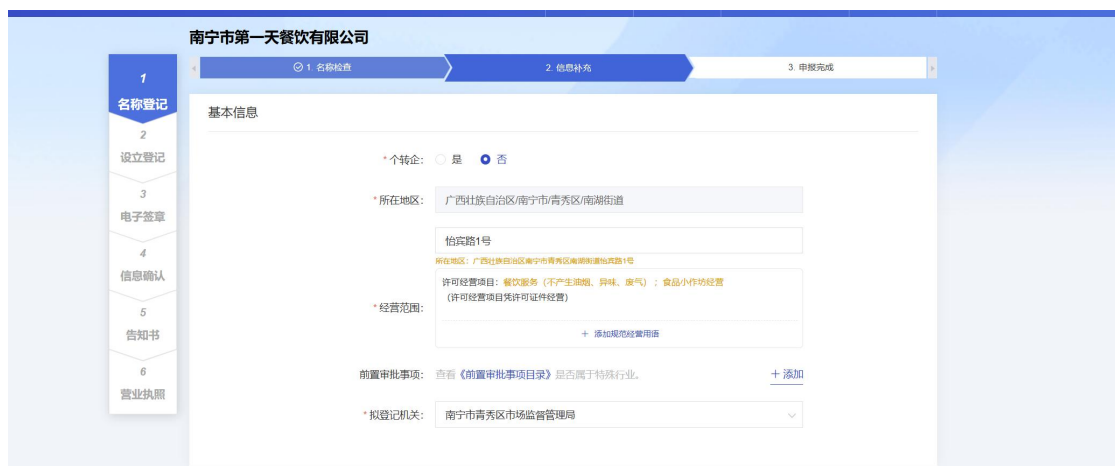 南宁市第一天餐饮有限公司
1. 名称检查
2. 信息补充
3. 申报完成
1
名称登记
2
设立登记
3
电子签章
4
信息确认
5
告知书
6
营业执照
基本信息
*个转企: 是 否
*所在地区: 广西壮族自治区/南宁市/青秀区/南湖街道
怡宾路1号
所在地区：广西壮族自治区南宁市青秀区南湖街道怡宾路1号
*经营范围:
许可经营项目：餐饮服务（不产生油烟、异味、废气）；食品小作坊经营
（许可经营项目凭许可证件经营）
+ 添加规范经营用语
前置审批事项: 查看《前置审批事项目录》是否属于特殊行业。 + 添加
*拟登记机关: 南宁市青秀区市场监督管理局